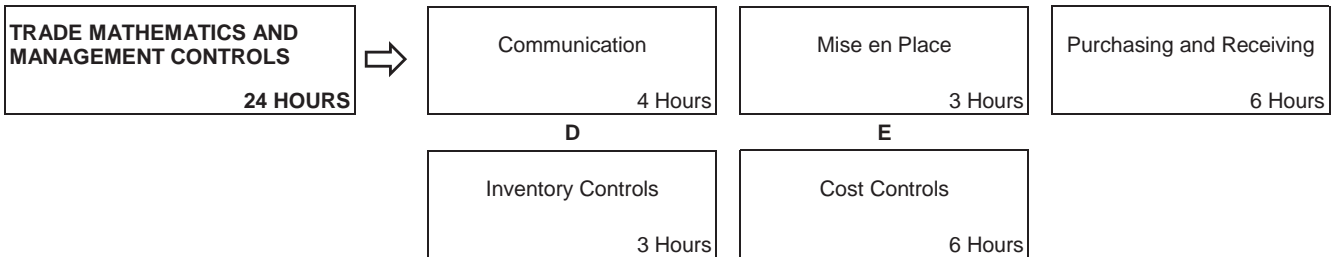 TRADE MATHEMATICS AND
MANAGEMENT CONTROLS
24 HOURS
Communication
4 Hours
Mise en Place
3 Hours
Purchasing and Receiving
6 Hours
D
E
Inventory Controls
3 Hours
Cost Controls
6 Hours